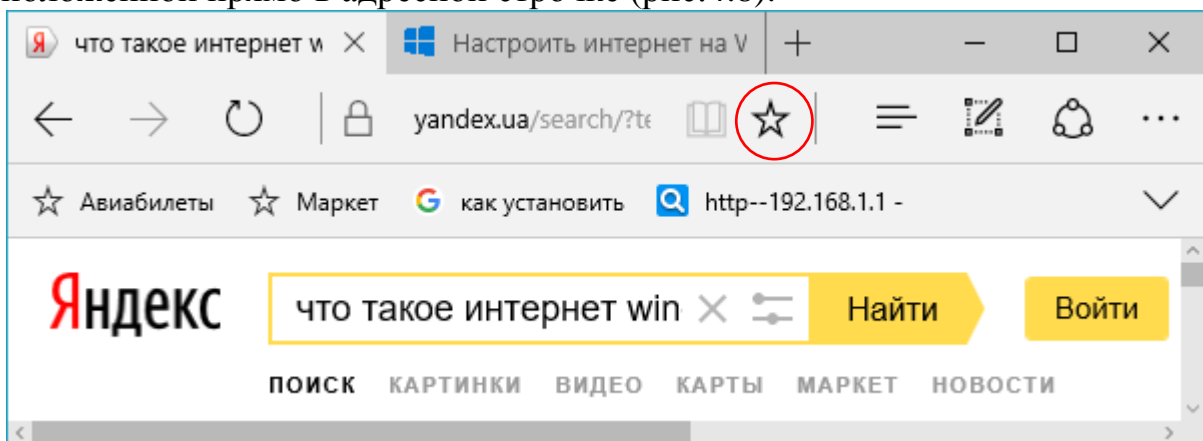 что такое интернет w Настроить интернет на
yandex.ua/search/?te
Авиабилеты Маркет G как установить http--192.168.1.1 -
Яндекс что такое интернет win Найти Войти
ПОИСК КАРТИНКИ ВИДЕО КАРТЫ МАРКЕТ НОВОСТИ